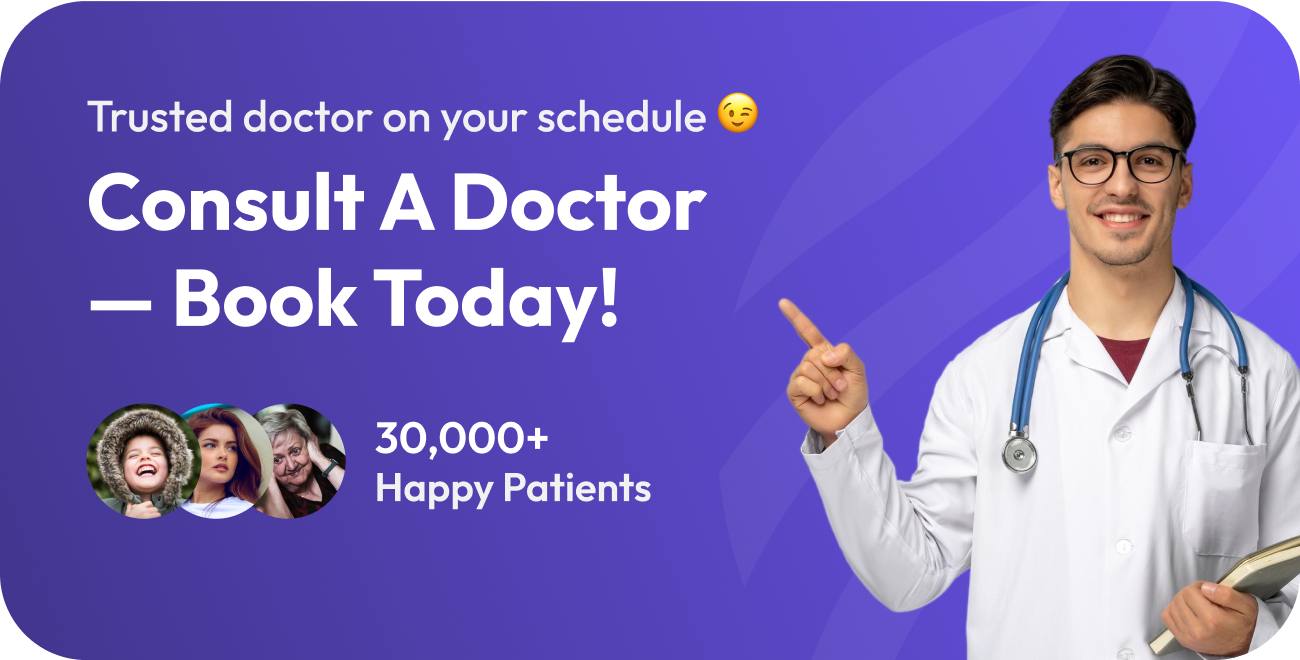 Trusted doctor on your schedule 😉
Consult A Doctor
— Book Today!
30,000+
Happy Patients